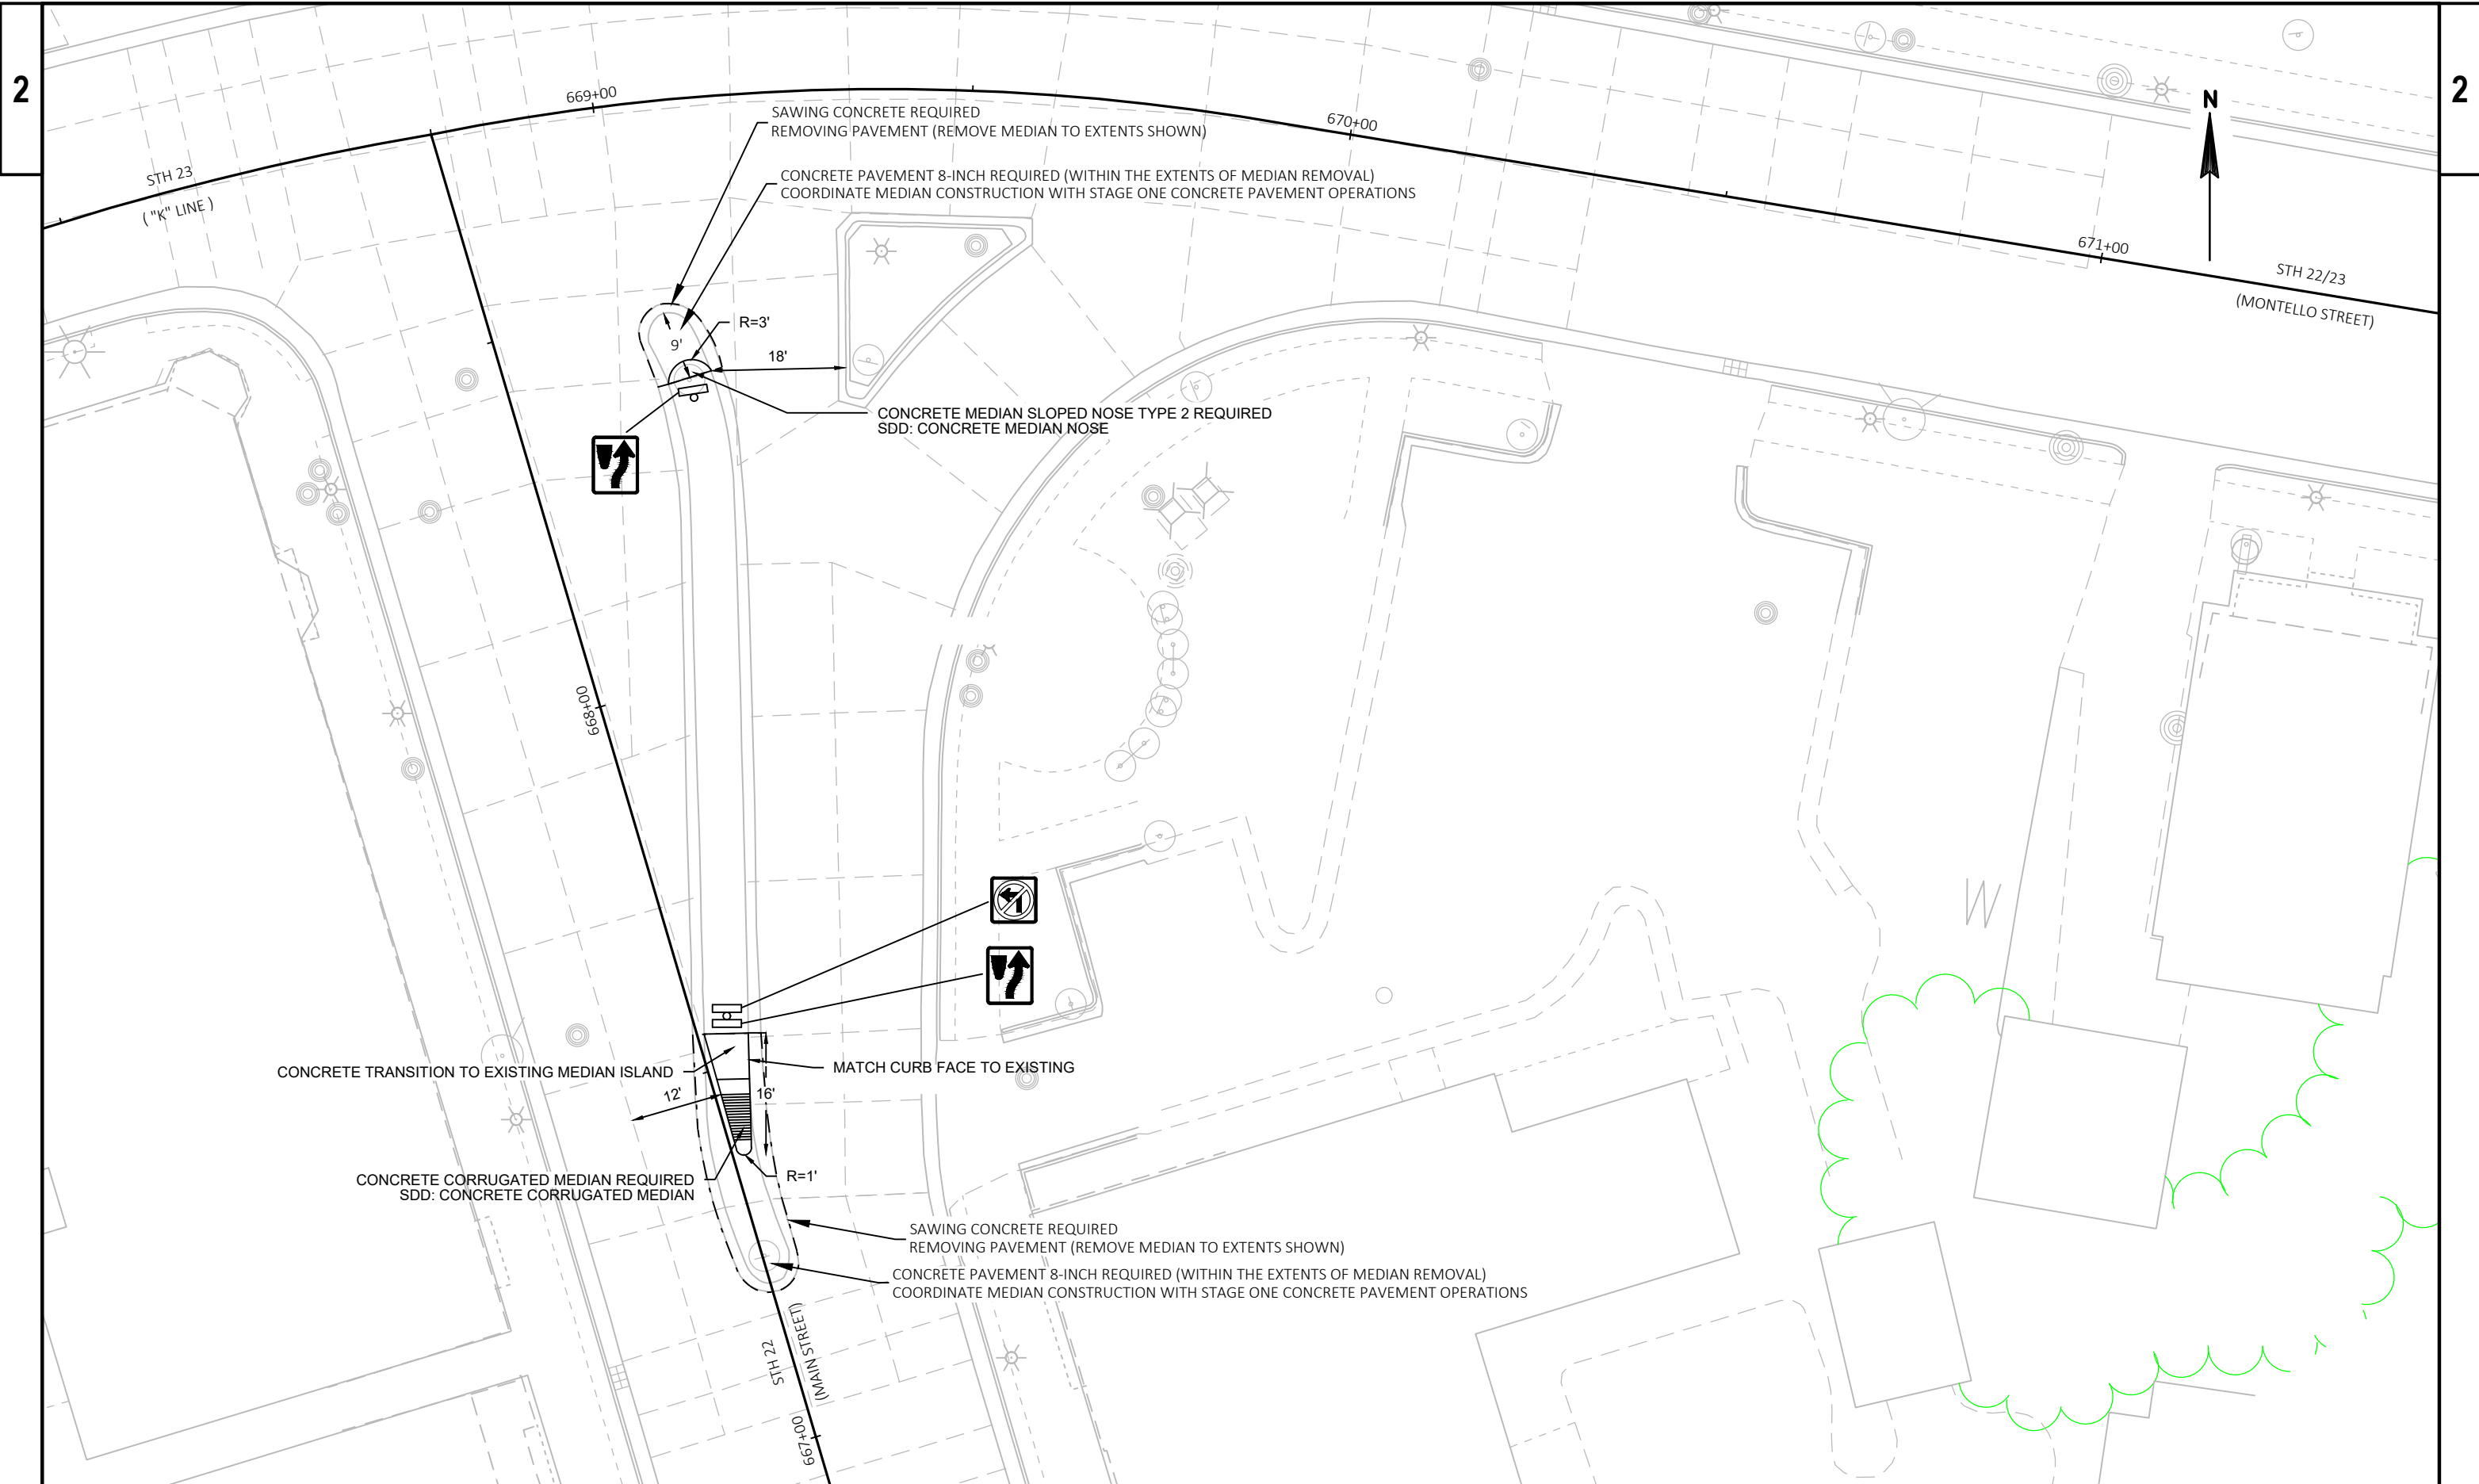 2
2
669+00
SAWING CONCRETE REQUIRED
REMOVING PAVEMENT (REMOVE MEDIAN TO EXTENTS SHOWN)
670+00
N
STH 23
( "K" LINE )
CONCRETE PAVEMENT 8-INCH REQUIRED (WITHIN THE EXTENTS OF MEDIAN REMOVAL)
COORDINATE MEDIAN CONSTRUCTION WITH STAGE ONE CONCRETE PAVEMENT OPERATIONS
671+00
STH 22/23
(MONTELLO STREET)
R=3'
9'
18'
CONCRETE MEDIAN SLOPED NOSE TYPE 2 REQUIRED
SDD: CONCRETE MEDIAN NOSE
668+00
W
CONCRETE TRANSITION TO EXISTING MEDIAN ISLAND
MATCH CURB FACE TO EXISTING
12'
16'
CONCRETE CORRUGATED MEDIAN REQUIRED
SDD: CONCRETE CORRUGATED MEDIAN
R=1'
SAWING CONCRETE REQUIRED
REMOVING PAVEMENT (REMOVE MEDIAN TO EXTENTS SHOWN)
CONCRETE PAVEMENT 8-INCH REQUIRED (WITHIN THE EXTENTS OF MEDIAN REMOVAL)
COORDINATE MEDIAN CONSTRUCTION WITH STAGE ONE CONCRETE PAVEMENT OPERATIONS
STH 22
(MAIN STREET)
667+00